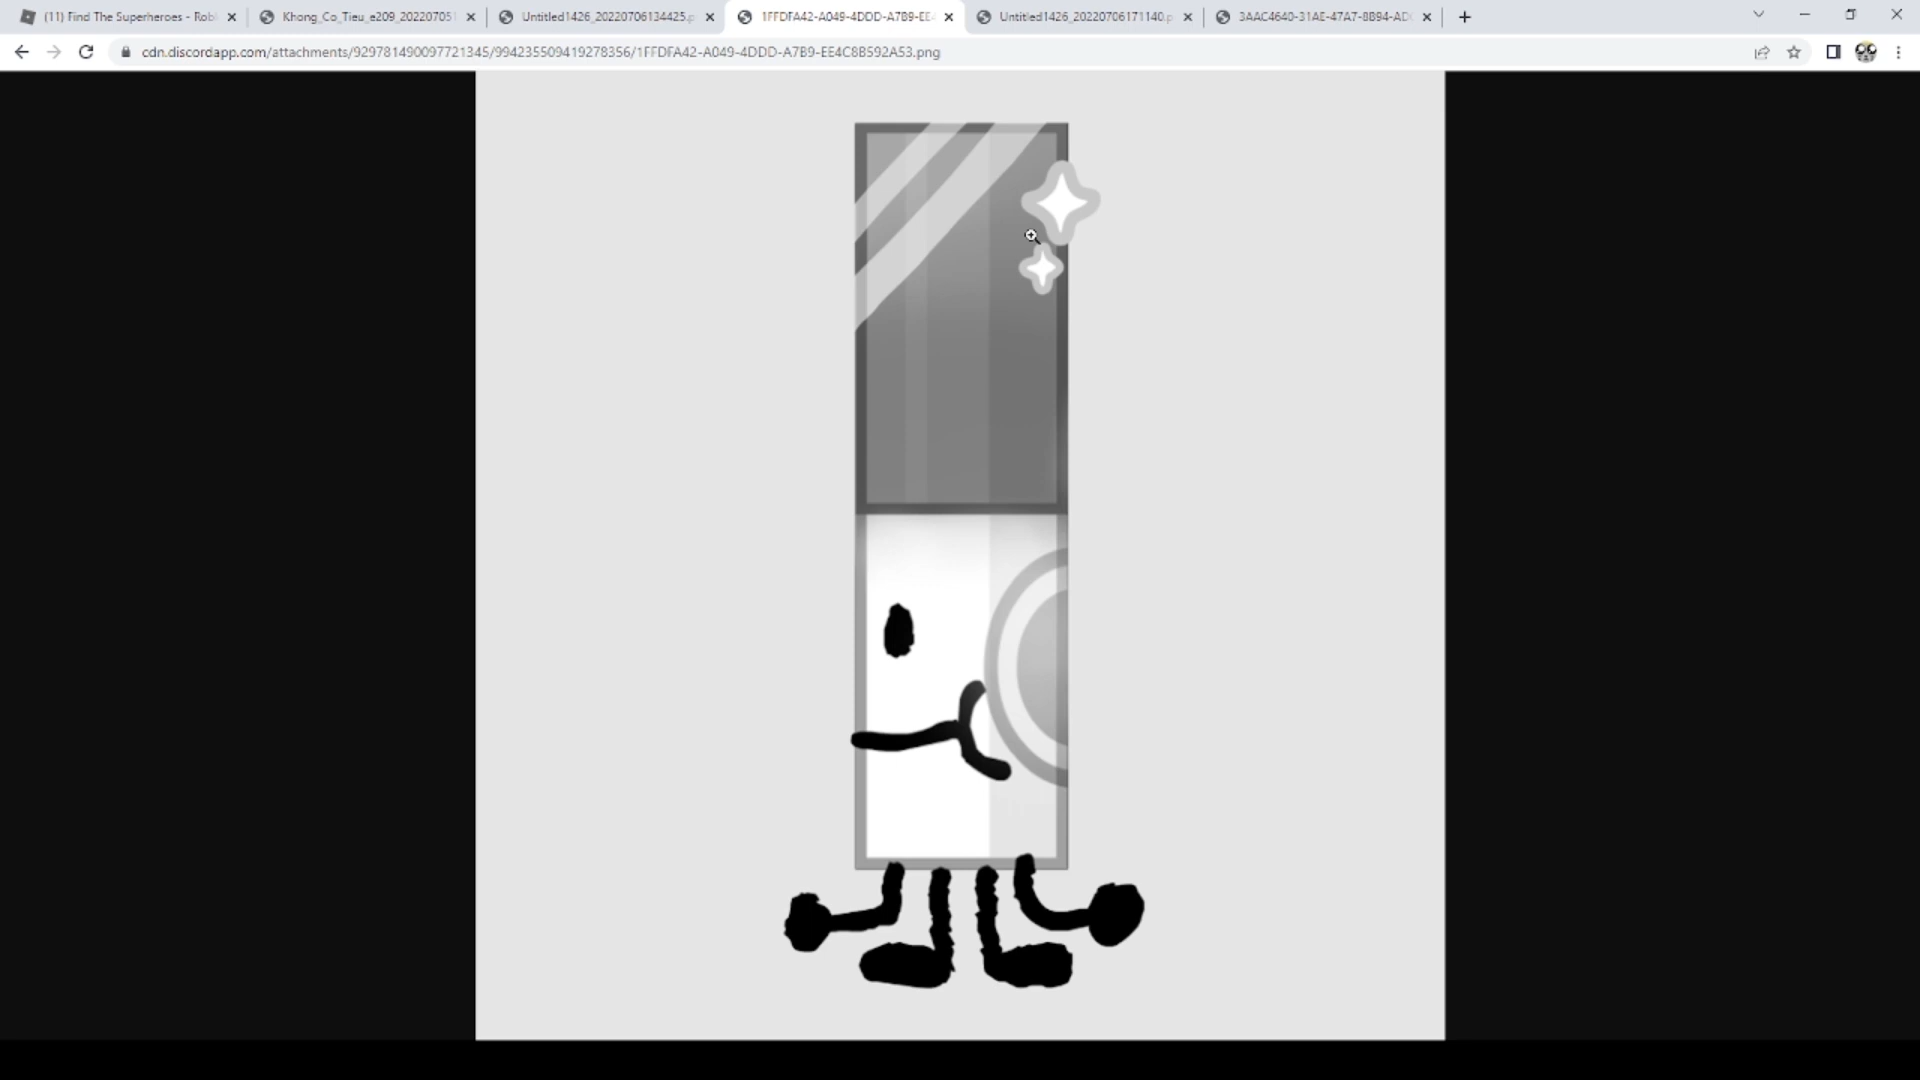 (11) Find The Superheroes - Rob
Khong_Co_Tieu_e209_20220705
Untitled1426_20220706134425.p
1FFDFA42-A049-4DDD-A7B9-EE
Untitled1426_20220706171140.p
3AAC4640-31AE-47A7-8B94-AD
cdn.discordapp.com/attachments/929781490097721345/994235509419278356/1FFDFA42-A049-4DDD-A7B9-EE4C8B592A53.png